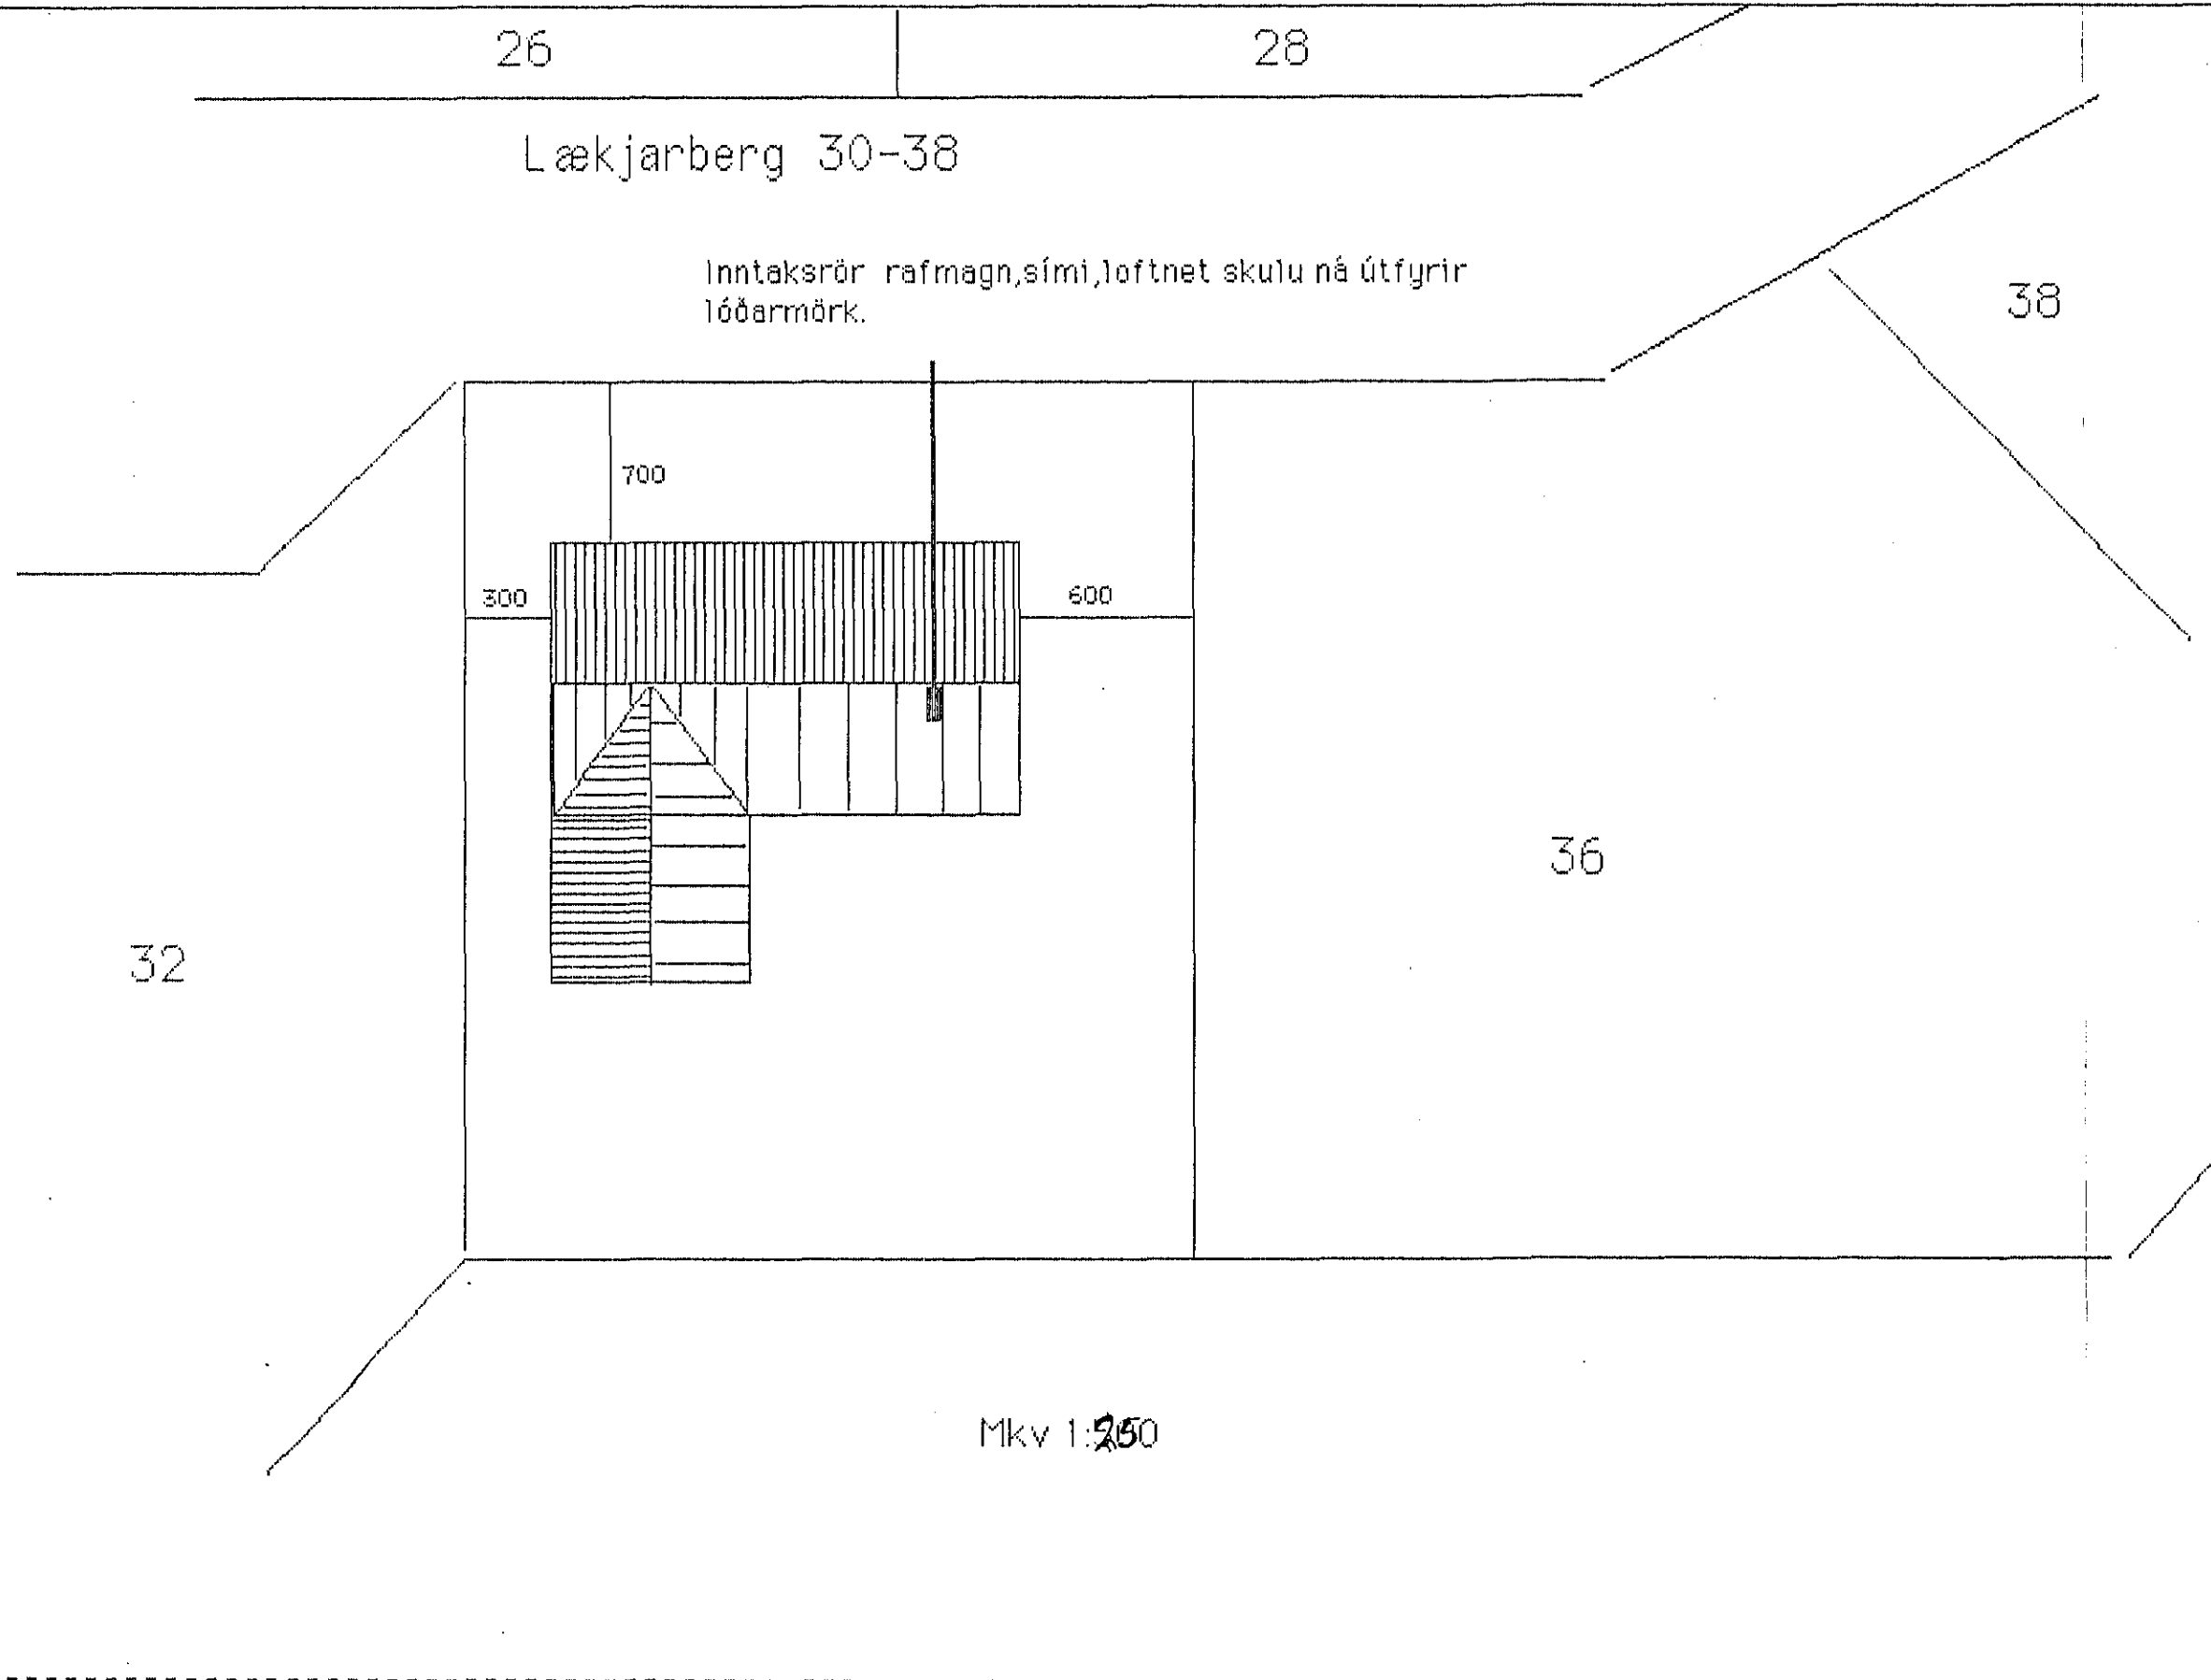 26
28
Lækjarberg 30-38
Inntaksrör rafmagn,sími,loftnet skulu ná útfyrir
lóðarmörk.
38
700
300
600
36
32
Mkv 1:250